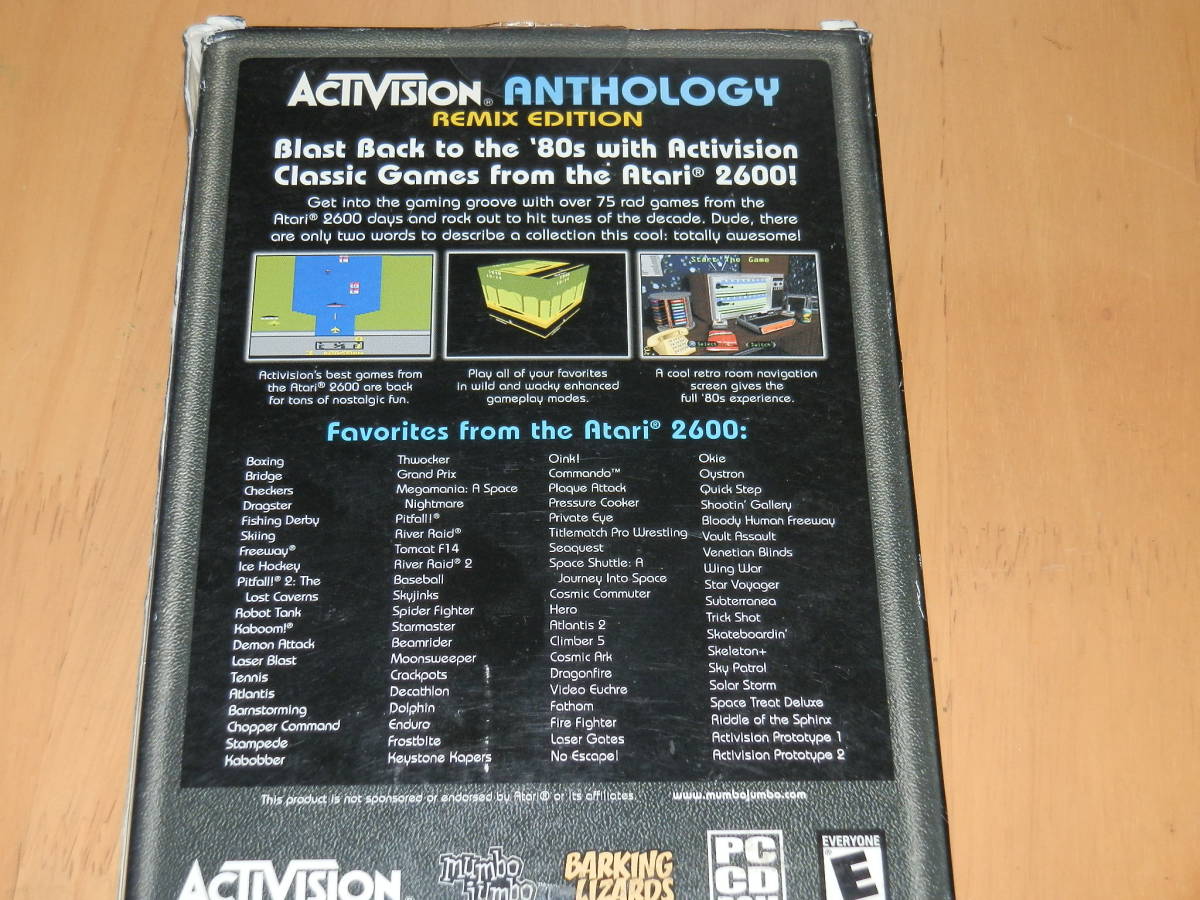 ACTIVISION® ANTHOLOGY
REMIX EDITION
Blast Back to the '80s with Activision
Classic Games from the Atari® 2600!
Get into the gaming groove with over 75 rad games from the
Atari® 2600 days and rock out to hit tunes of the decade. Dude, there
are only two words to describe a collection this cool: totally awesome!
Start The Game
Select
Switch
Activision's best games from
the Atari® 2600 are back
for tons of nostalgic fun.
Play all of your favorites
in wild and wacky enhanced
gameplay modes.
A cool retro room navigation
screen gives the
full '80s experience.
Favorites from the Atari® 2600:
Boxing
Bridge
Checkers
Dragster
Fishing Derby
Skiing
Freeway®
Ice Hockey
Pitfall!® 2: The
Lost Caverns
Robot Tank
Kaboom!®
Demon Attack
Laser Blast
Tennis
Atlantis
Barnstorming
Chopper Command
Stampede
Kabobber
Thwocker
Grand Prix
Megamania: A Space
Nightmare
Pitfall!®
River Raid®
Tomcat F14
River Raid® 2
Baseball
Skyjinks
Spider Fighter
Starmaster
Beamrider
Moonsweeper
Crackpots
Decathlon
Dolphin
Enduro
Frostbite
Keystone Kapers
Oink!
Commando™
Plaque Attack
Pressure Cooker
Private Eye
Titlematch Pro Wrestling
Seaquest
Space Shuttle: A
Journey Into Space
Cosmic Commuter
Hero
Atlantis 2
Climber 5
Cosmic Ark
Dragonfire
Video Euchre
Fathom
Fire Fighter
Laser Gates
No Escape!
Okie
Oystron
Quick Step
Shootin' Gallery
Bloody Human Freeway
Vault Assault
Venetian Blinds
Wing War
Star Voyager
Subterranea
Trick Shot
Skateboardin'
Skeleton+
Sky Patrol
Solar Storm
Space Treat Deluxe
Riddle of the Sphinx
Activision Prototype 1
Activision Prototype 2
This product is not sponsored or endorsed by Atari® or its affiliates.
www.mumbojumbo.com
ACTIVISION®
mumbo
jumbo™
BARKING
LIZARDS
PC
CD
ROM
EVERYONE
E